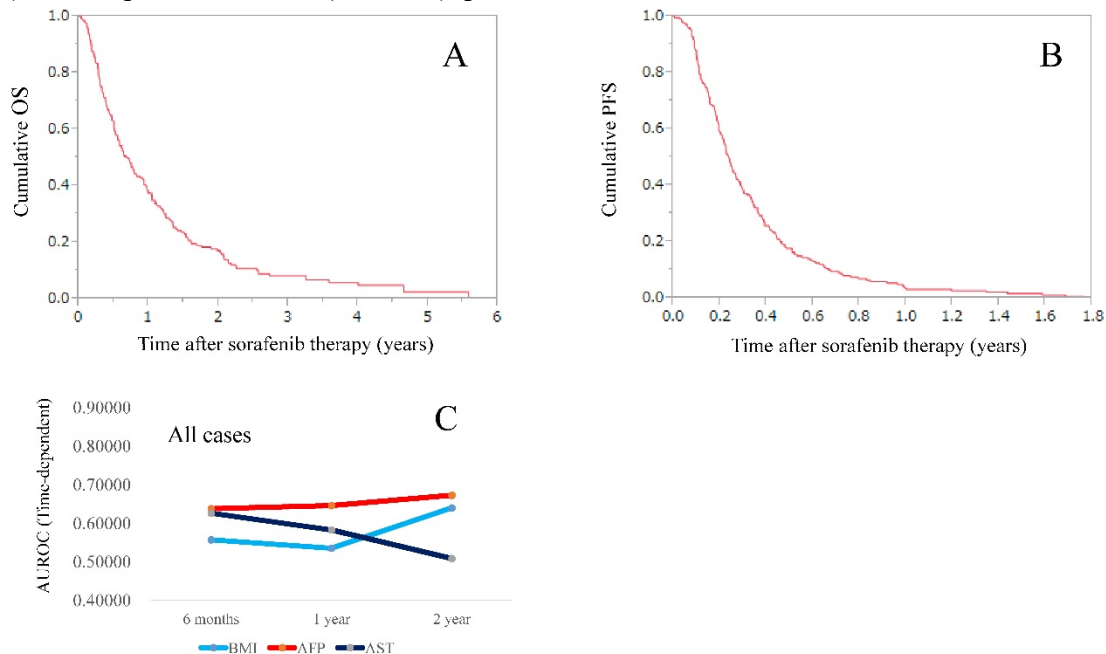 1.0
0.8
0.6
0.4
0.2
0.0
Cumulative OS
A
0 1 2 3 4 5 6
Time after sorafenib therapy (years)
1.0
0.8
0.6
0.4
0.2
0.0
Cumulative PFS
B
0.0 0.2 0.4 0.6 0.8 1.0 1.2 1.4 1.6 1.8
Time after sorafenib therapy (years)
AUROC (Time-dependent)
0.90000
0.80000
0.70000
0.60000
0.50000
0.40000
All cases
C
6 months 1 year 2 year
BMI AFP AST